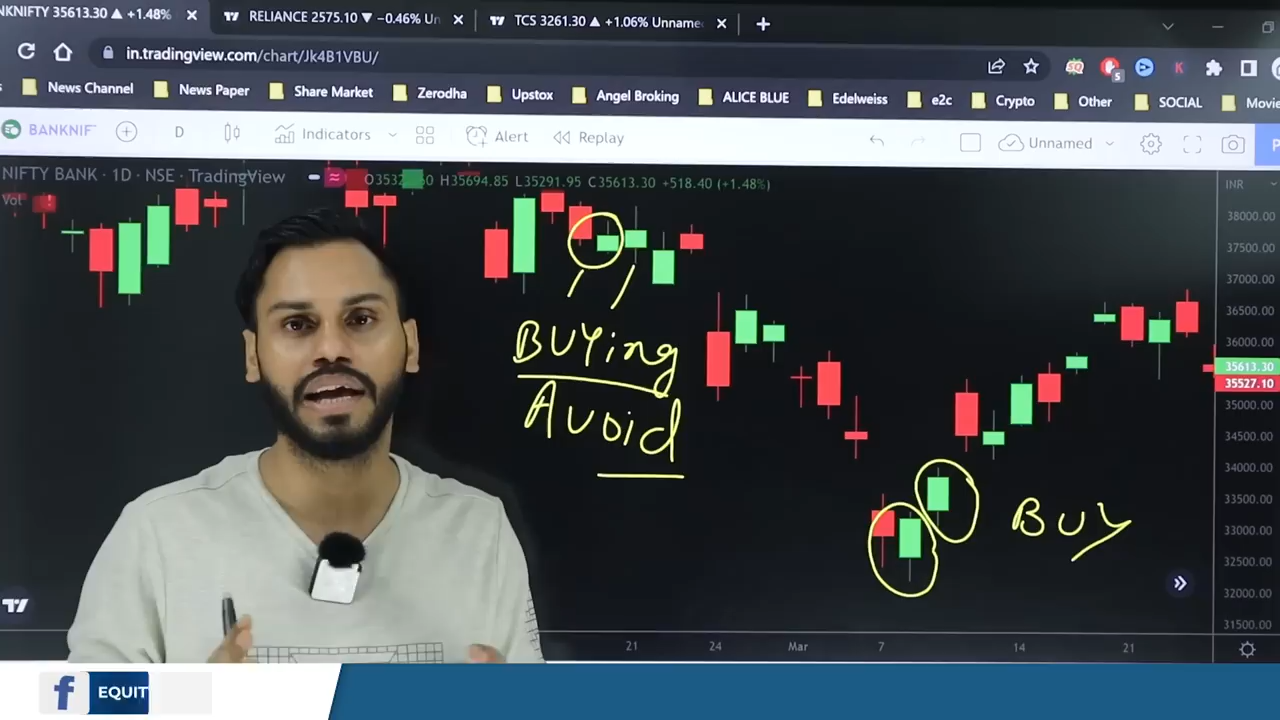 NKNIFTY 35613.30 ▲ +1.48%
RELIANCE 2575.10 ▼ −0.46% Un
TCS 3261.30 ▲ +1.06% Unname
in.tradingview.com/chart/Jk4B1VBU/
5
K
News Channel
News Paper
Share Market
Zerodha
Upstox
Angel Broking
ALICE BLUE
Edelweiss
e2c
Crypto
Other
SOCIAL
Movie
BANKNIF
D
Indicators
Alert
Replay
Unnamed
NIFTY BANK · 1D · NSE · TradingView
H35694.85 L35291.95 C35613.30 +518.40 (+1.48%)
Vol
INR
38000.00
37500.00
37000.00
36500.00
36000.00
35613.30
35527.10
35000.00
34500.00
34000.00
33500.00
33000.00
32500.00
32000.00
31500.00
BUYing
Avoid
BUY
21
24
Mar
7
14
21
f EQUIT